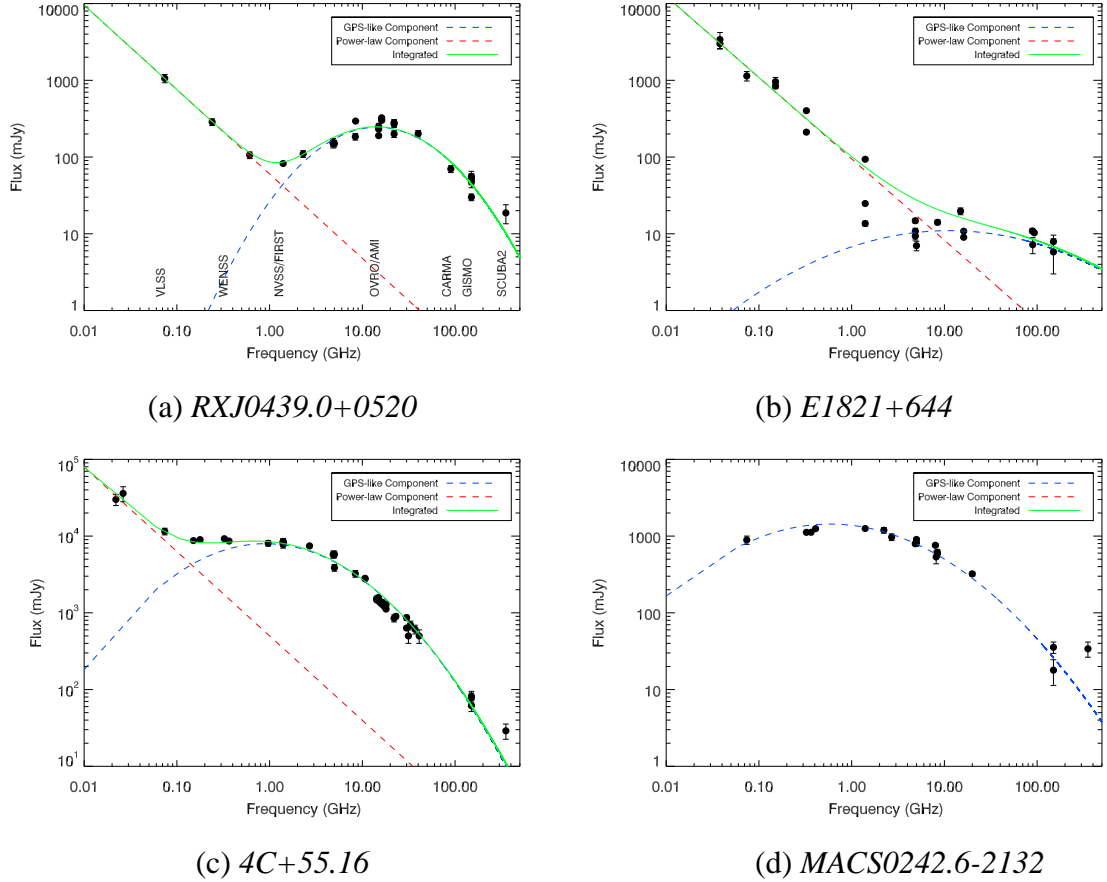 10000
1000
100
10
1
Flux (mJy)
GPS-like Component
Power-law Component
Integrated
VLSS
WENSS
NVSS/FIRST
OVRO/AMI
CARMA
GISMO
SCUBA2
0.01 0.10 1.00 10.00 100.00
Frequency (GHz)
(a) RXJ0439.0+0520
10000
1000
100
10
1
Flux (mJy)
GPS-like Component
Power-law Component
Integrated
0.01 0.10 1.00 10.00 100.00
Frequency (GHz)
(b) E1821+644
10^5
10^4
10^3
10^2
10^1
Flux (mJy)
GPS-like Component
Power-law Component
Integrated
0.01 0.10 1.00 10.00 100.00
Frequency (GHz)
(c) 4C+55.16
10000
1000
100
10
1
Flux (mJy)
GPS-like Component
Power-law Component
Integrated
0.01 0.10 1.00 10.00 100.00
Frequency (GHz)
(d) MACS0242.6-2132